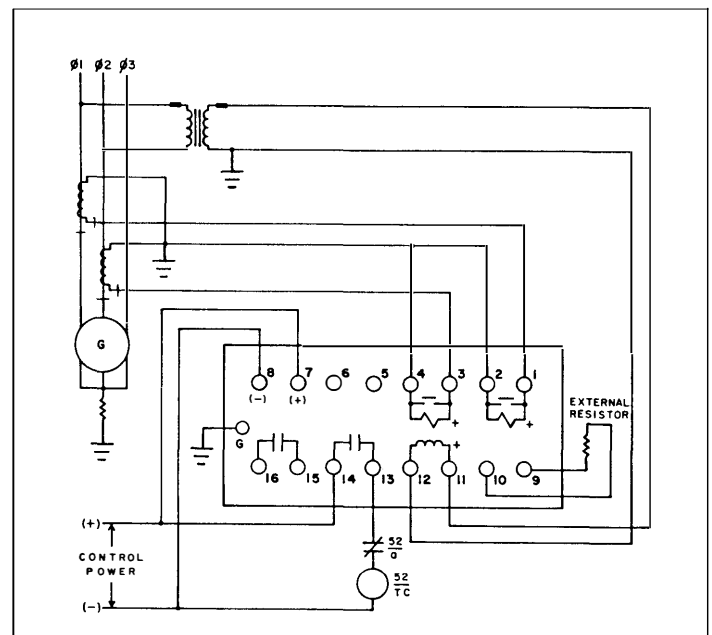 ø1 ø2 ø3
G
8 7 6 5 4 3 2 1
(-) (+)
+ +
EXTERNAL
RESISTOR
G
+
16 15 14 13 12 11 10 9
(+)
CONTROL
POWER
(-)
52
a
52
TC